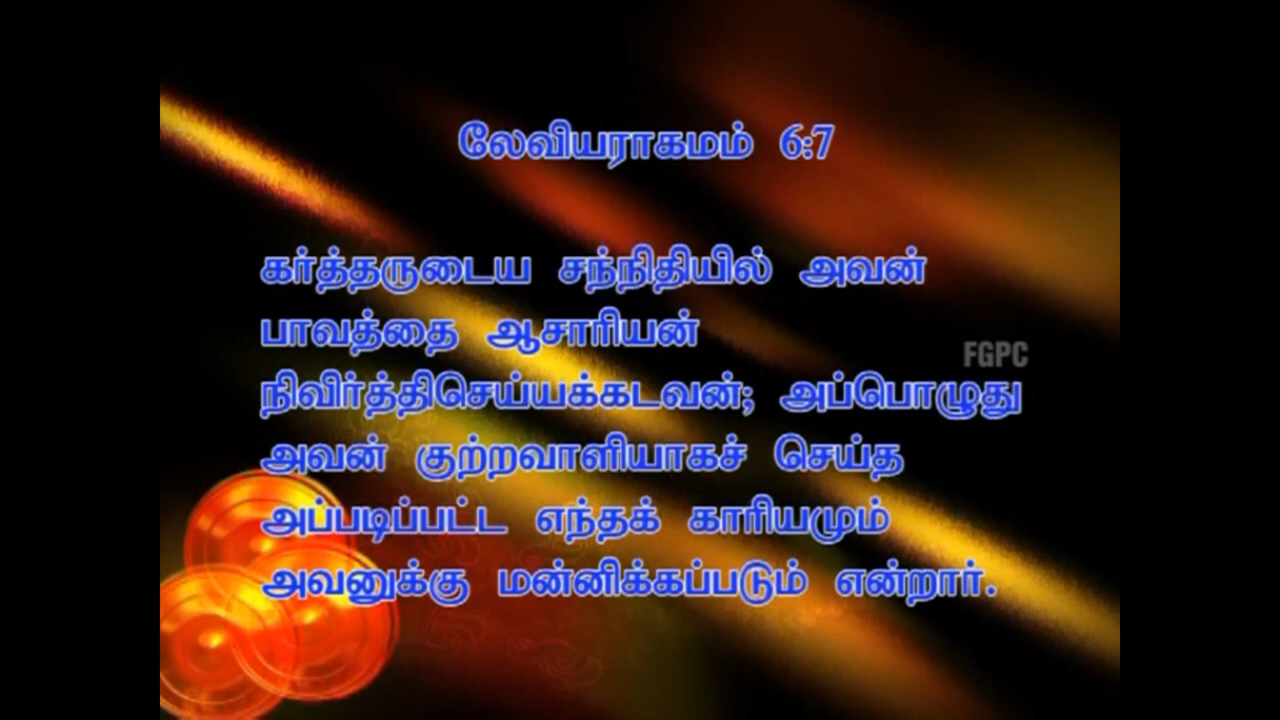 லேவியராகமம் 6:7
கர்த்தருடைய சந்நிதியில் அவன்
பாவத்தை ஆசாரியன்
FGPC
நிவிர்த்திசெய்யக்கடவன்; அப்பொழுது
அவன் குற்றவாளியாகச் செய்த
அப்படிப்பட்ட எந்தக் காரியமும்
அவனுக்கு மன்னிக்கப்படும் என்றார்.